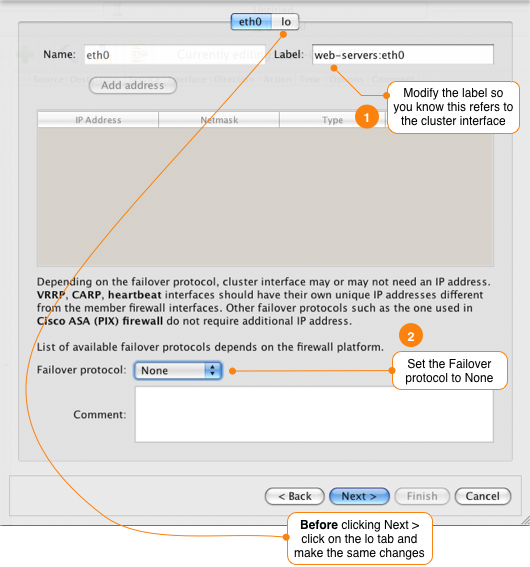 eth0 lo
Name: eth0 Label: web-servers:eth0
Add address
Modify the label so
you know this refers to
the cluster interface
1
IP Address Netmask Type
Depending on the failover protocol, cluster interface may or may not need an IP address.
VRRP, CARP, heartbeat interfaces should have their own unique IP addresses different
from the member firewall interfaces. Other failover protocols such as the one used in
Cisco ASA (PIX) firewall do not require additional IP address.
List of available failover protocols depends on the firewall platform.
2
Set the Failover
protocol to None
Failover protocol: None
Comment:
< Back Next > Finish Cancel
Before clicking Next >
click on the lo tab and
make the same changes